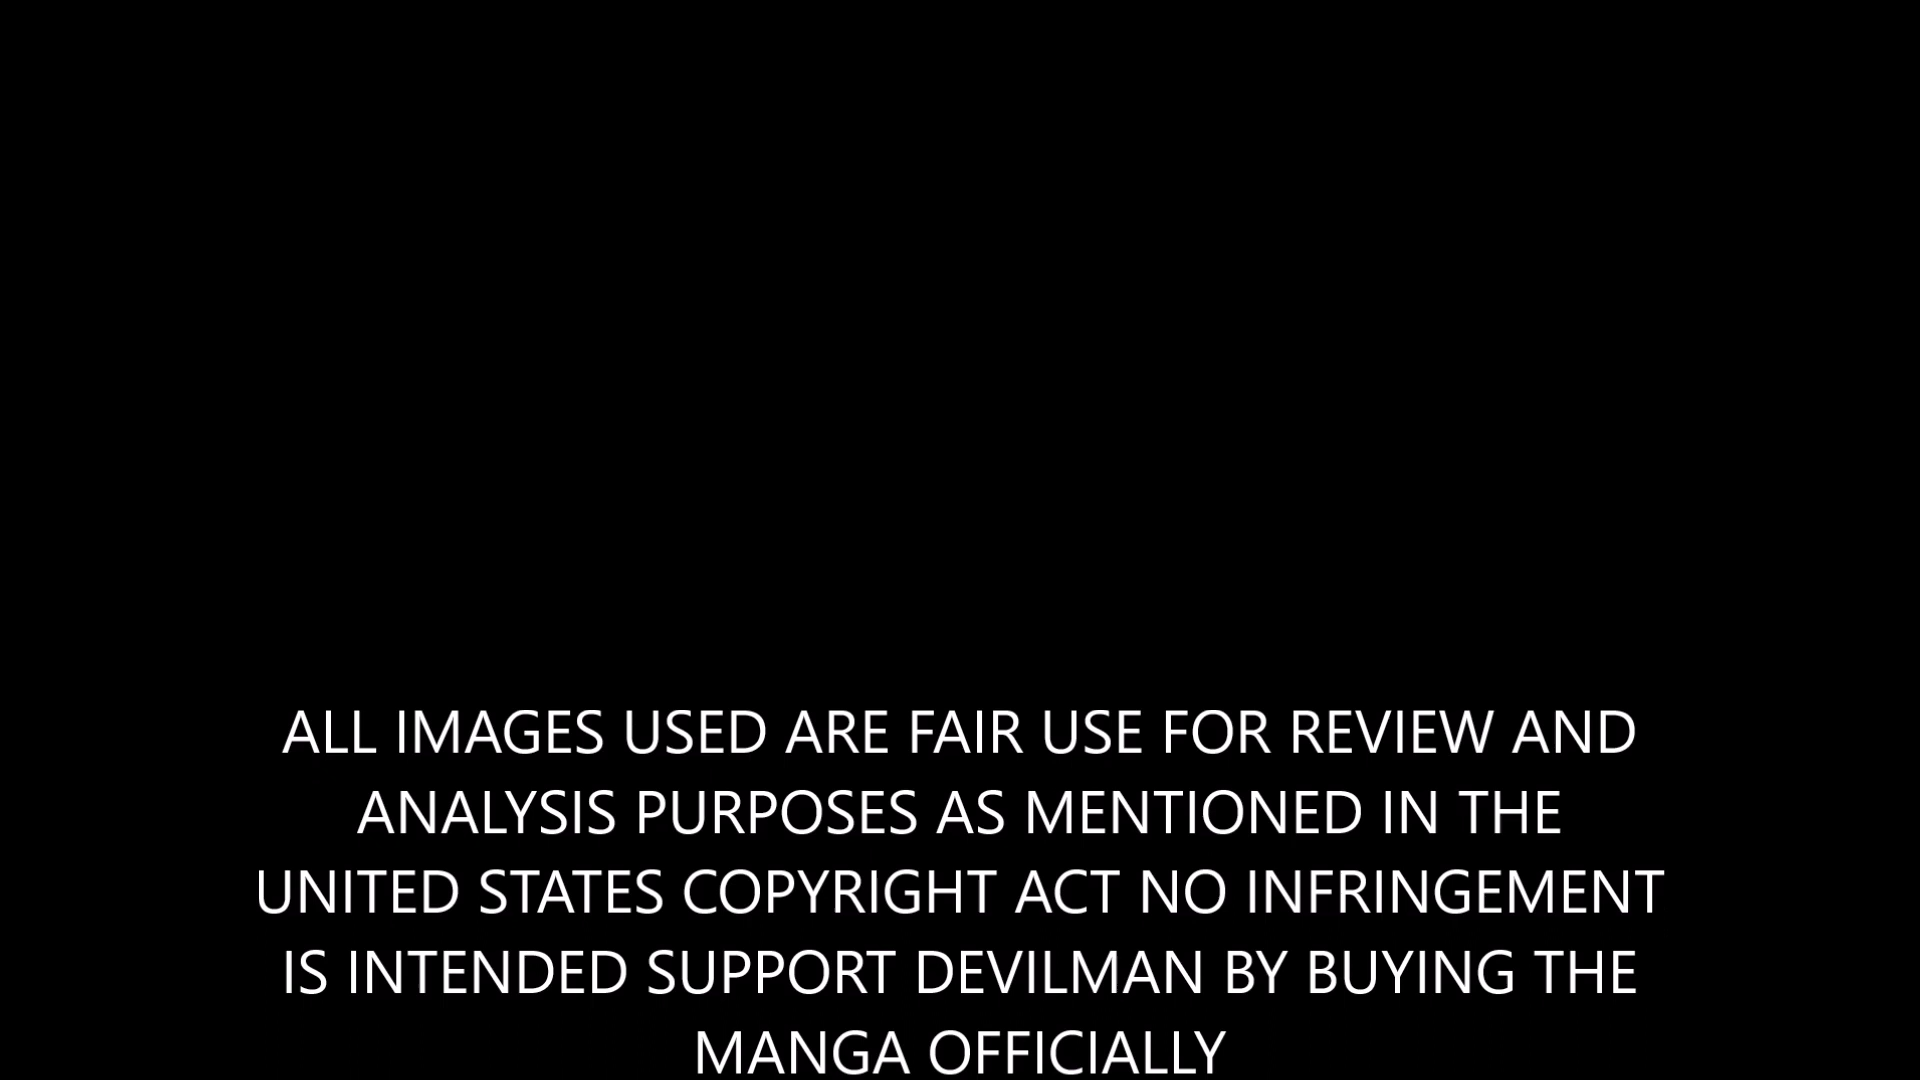 ALL IMAGES USED ARE FAIR USE FOR REVIEW AND
ANALYSIS PURPOSES AS MENTIONED IN THE
UNITED STATES COPYRIGHT ACT NO INFRINGEMENT
IS INTENDED SUPPORT DEVILMAN BY BUYING THE
MANGA OFFICIALLY